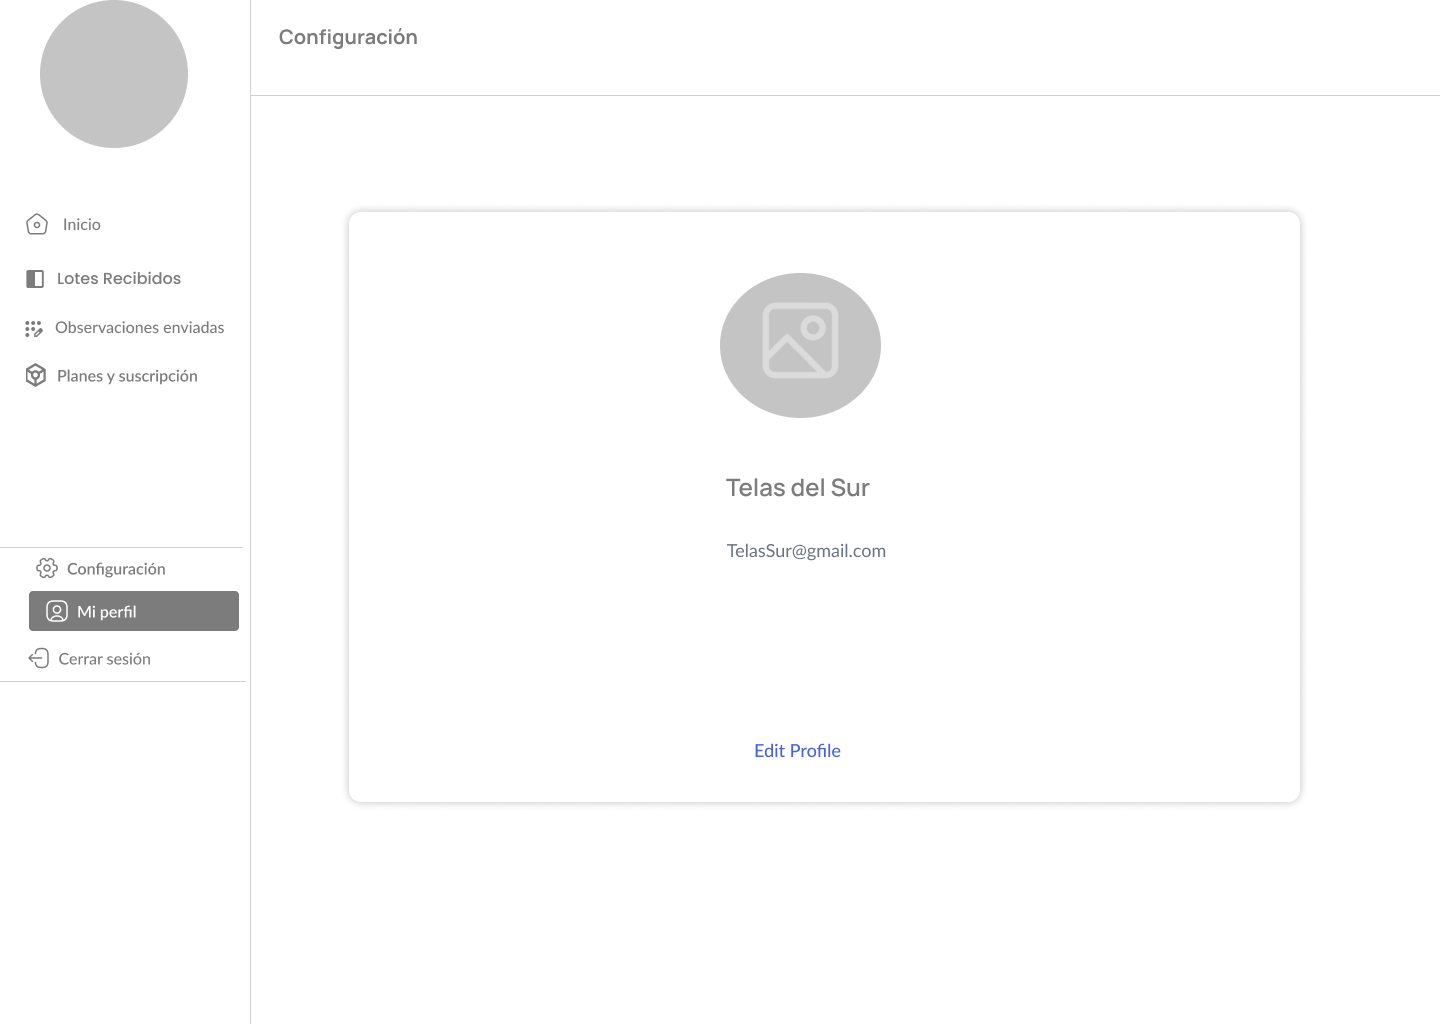 Configuración
Inicio
Lotes Recibidos
Observaciones enviadas
Planes y suscripción
Configuración
Mi perfil
Cerrar sesión
Telas del Sur
TelasSur@gmail.com
Edit Profile